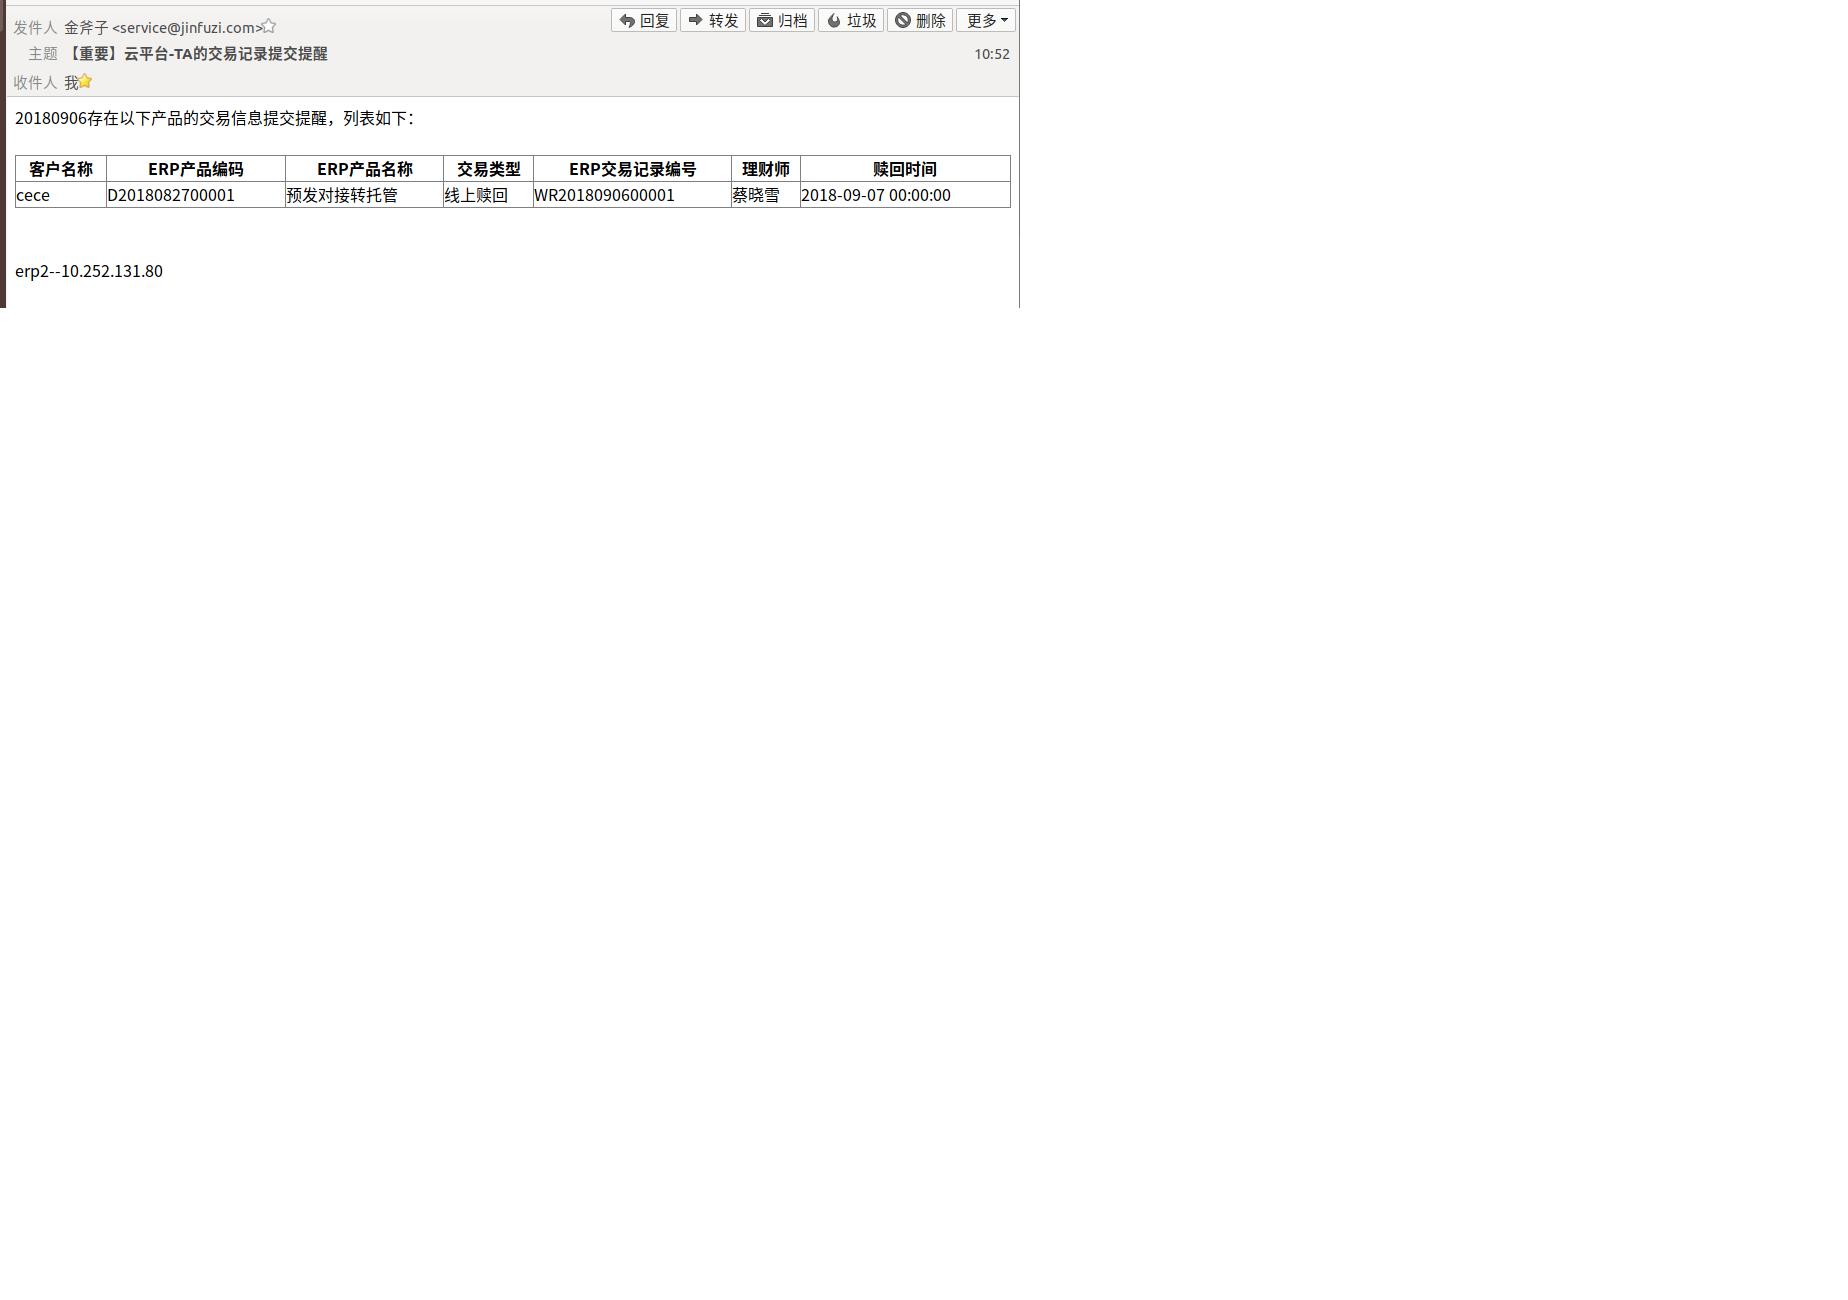 发件人 金斧子 <service@jinfuzi.com> 回复 转发 归档 垃圾 删除 更多
主题 【重要】云平台-TA的交易记录提交提醒 10:52
收件人 我
20180906存在以下产品的交易信息提交提醒，列表如下：
客户名称 ERP产品编码 ERP产品名称 交易类型 ERP交易记录编号 理财师 赎回时间
cece D2018082700001 预发对接转托管 线上赎回 WR2018090600001 蔡晓雪 2018-09-07 00:00:00
erp2--10.252.131.80